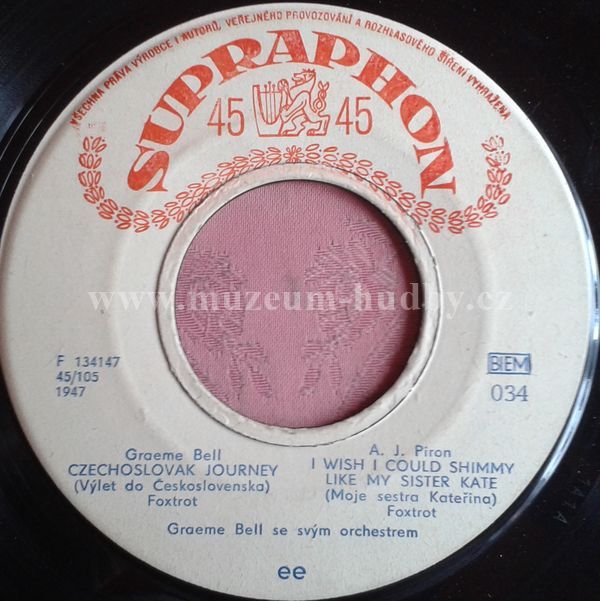 VŠECHNA PRÁVA VÝROBCE I AUTORŮ, VEŘEJNÉHO PROVOZOVÁNÍ A ROZHLASOVÉHO ŠÍŘENÍ VYHRAŽENA
SUPRAPHON
45 45
www.muzeum-hudby.cz
F 134147
45/105
1947
BIEM
034
Graeme Bell
CZECHOSLOVAK JOURNEY
(Výlet do Československa)
Foxtrot
A. J. Piron
I WISH I COULD SHIMMY
LIKE MY SISTER KATE
(Moje sestra Kateřina)
Foxtrot
Graeme Bell se svým orchestrem
ee